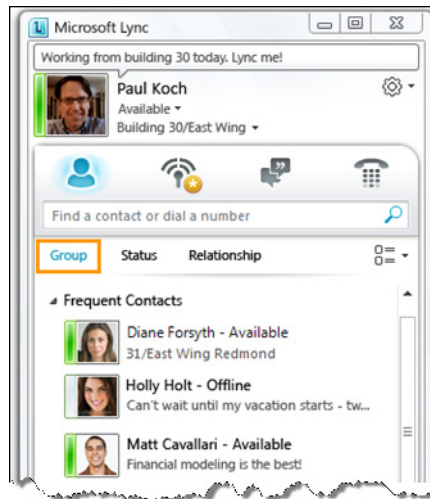 Microsoft Lync
Working from building 30 today. Lync me!
Paul Koch
Available
Building 30/East Wing
Find a contact or dial a number
Group Status Relationship
Frequent Contacts
Diane Forsyth - Available
31/East Wing Redmond
Holly Holt - Offline
Can't wait until my vacation starts - tw...
Matt Cavallari - Available
Financial modeling is the best!